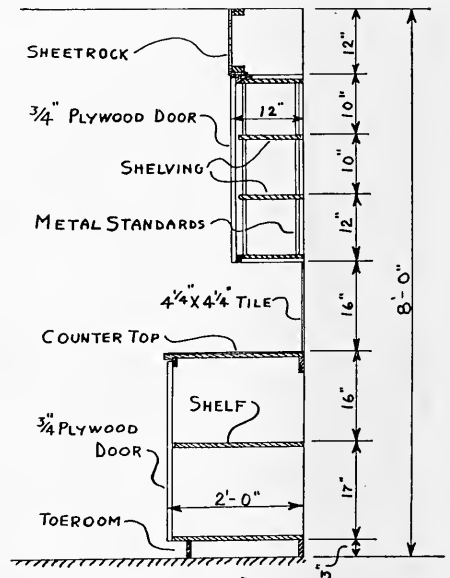 SHEETROCK
3/4" PLYWOOD DOOR
SHELVING
METAL STANDARDS
4 1/4" X 4 1/4" TILE
COUNTER TOP
SHELF
3/4" PLYWOOD
DOOR
TOEROOM
12"
2'-0"
12"
10"
10"
12"
16"
16"
17"
3"
8'-0"